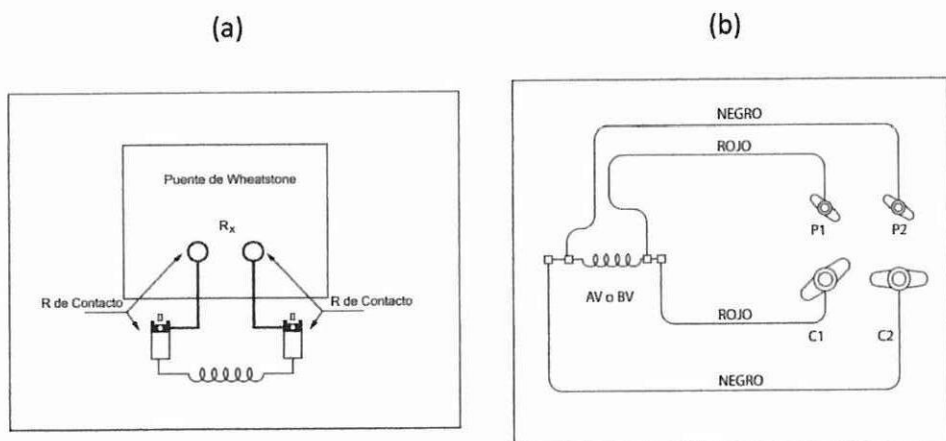 (a)
(b)
Puente de Wheatstone
Rx
R de Contacto
R de Contacto
NEGRO
ROJO
P1
P2
AV o BV
ROJO
C1
C2
NEGRO